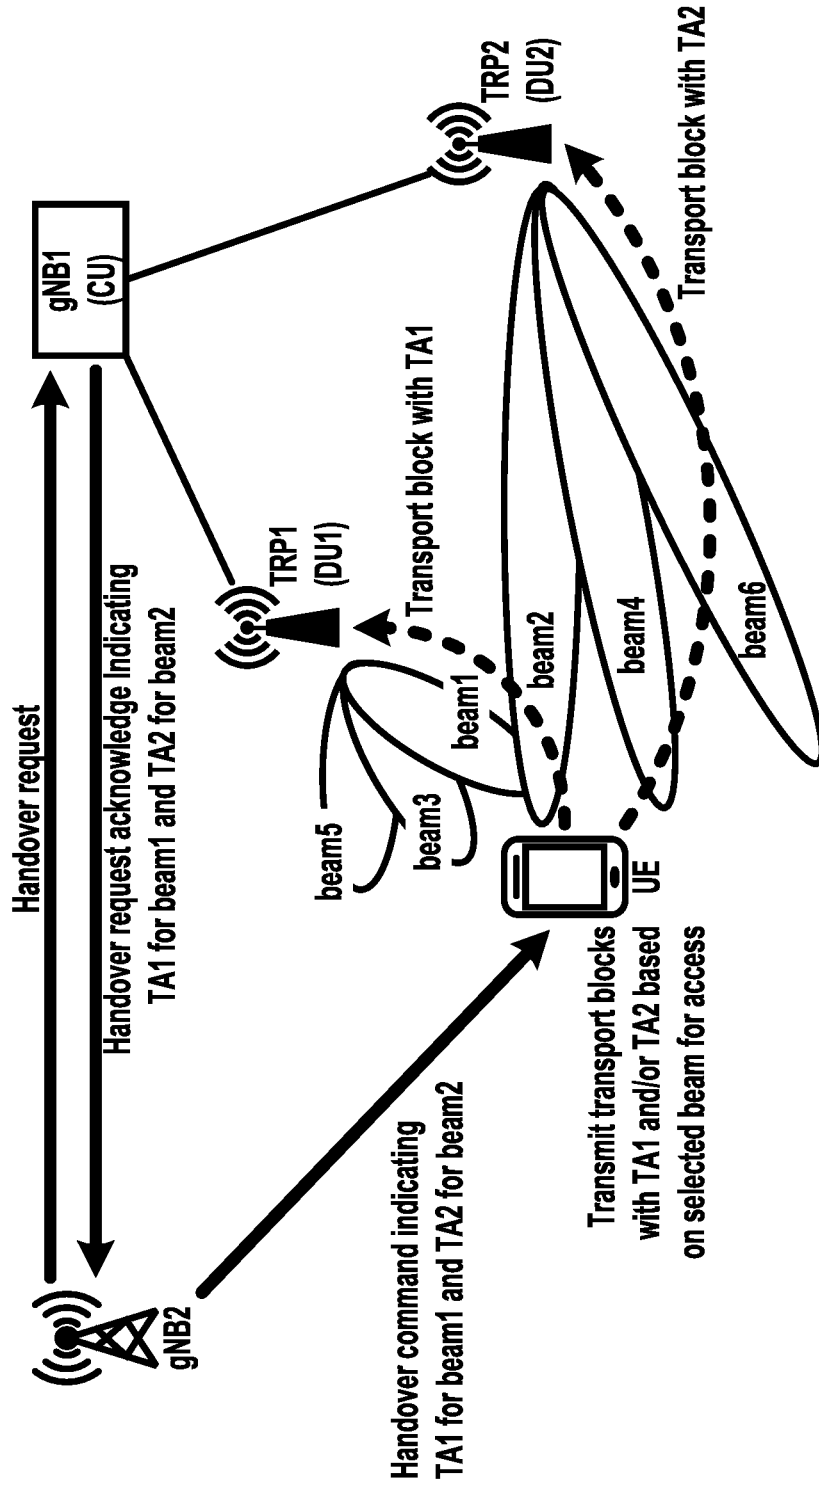 Handover request
Handover request acknowledge Indicating
TA1 for beam1 and TA2 for beam2
gNB2
gNB1
(CU)
TRP1
(DU1)
TRP2
(DU2)
Transport block with TA1
Transport block with TA2
beam5
beam3
beam1
beam2
beam4
beam6
UE
Handover command indicating
TA1 for beam1 and TA2 for beam2
Transmit transport blocks
with TA1 and/or TA2 based
on selected beam for access